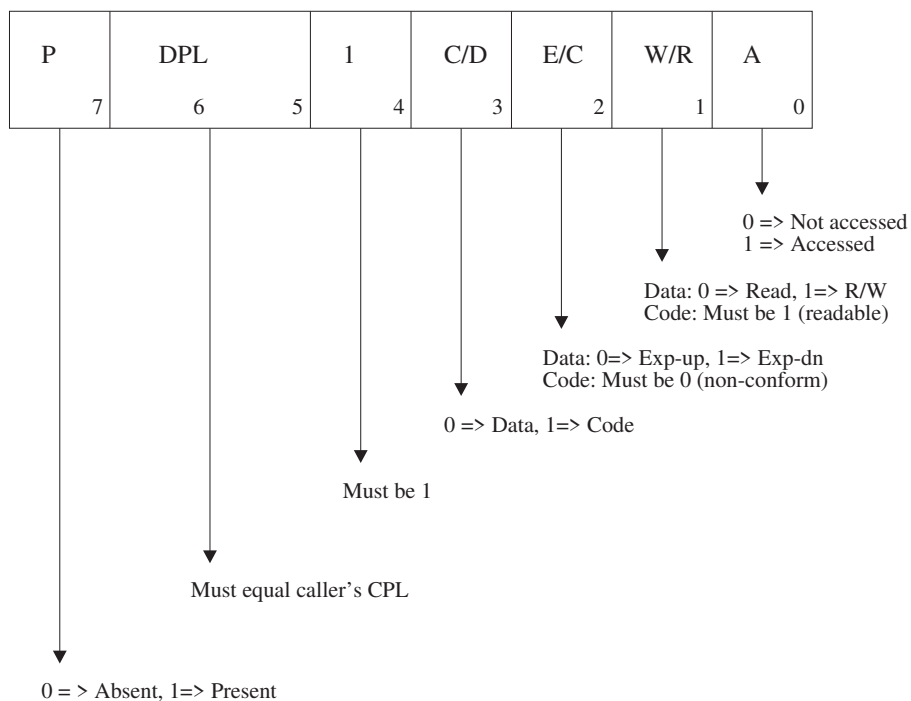 P DPL 1 C/D E/C W/R A
7 6 5 4 3 2 1 0
0 => Not accessed
1 => Accessed
Data: 0 => Read, 1=> R/W
Code: Must be 1 (readable)
Data: 0=> Exp-up, 1=> Exp-dn
Code: Must be 0 (non-conform)
0 => Data, 1=> Code
Must be 1
Must equal caller's CPL
0 = > Absent, 1=> Present